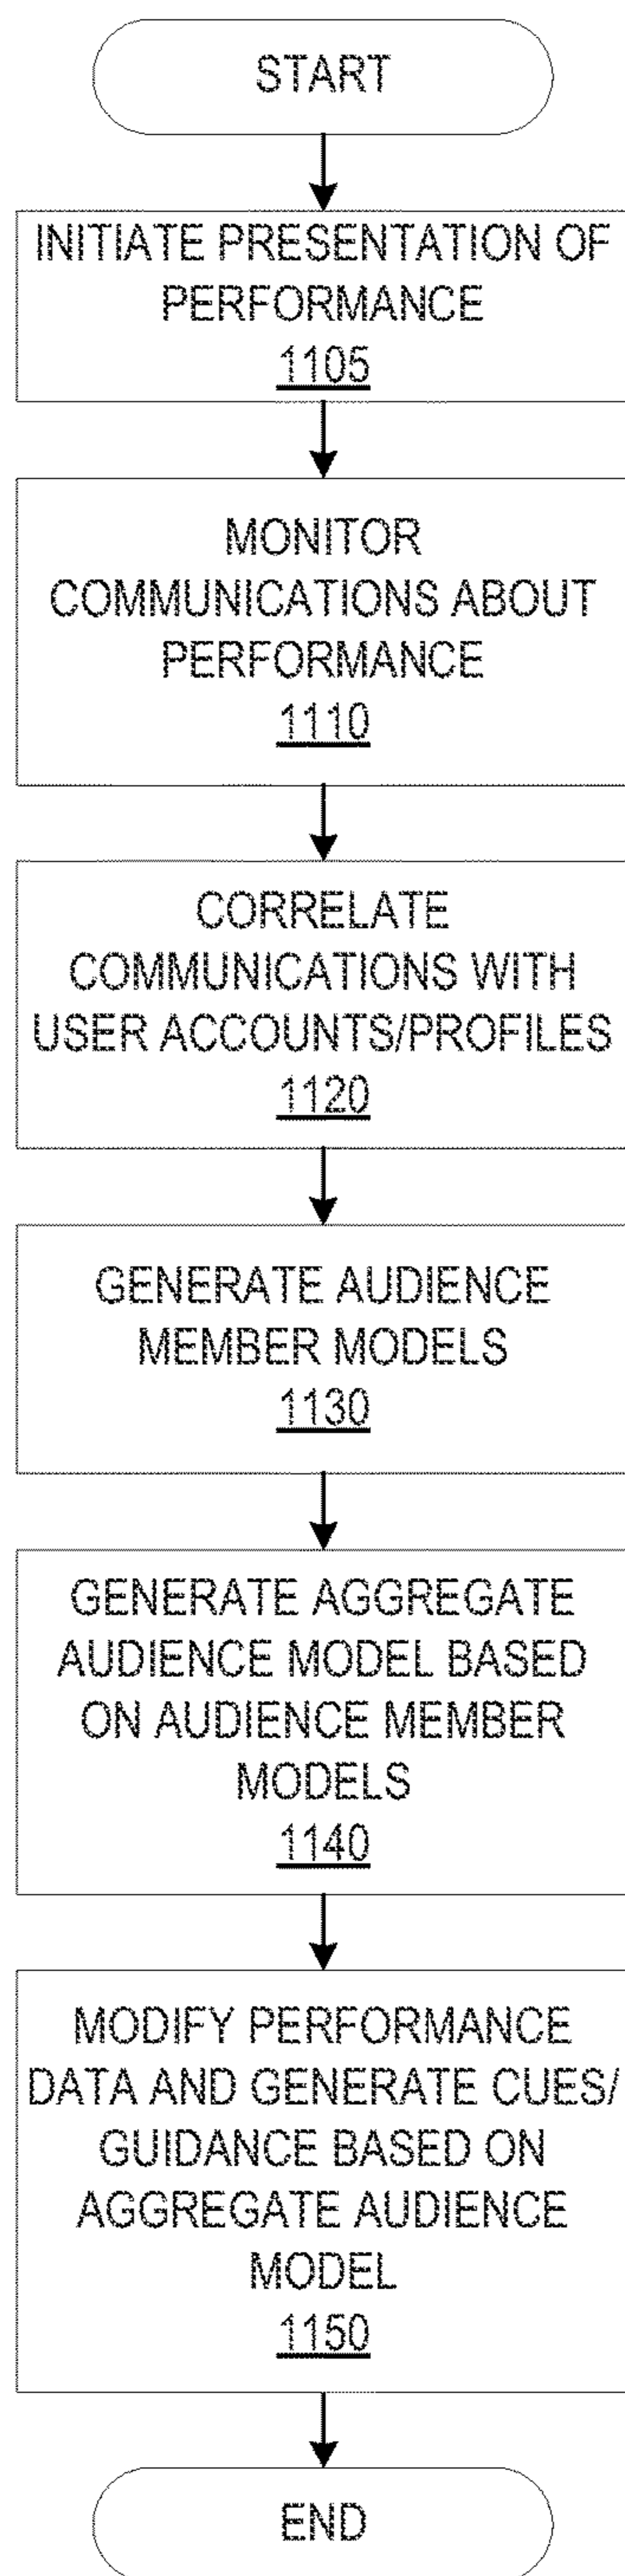 START
INITIATE PRESENTATION OF
PERFORMANCE
1105
MONITOR
COMMUNICATIONS ABOUT
PERFORMANCE
1110
CORRELATE
COMMUNICATIONS WITH
USER ACCOUNTS/PROFILES
1120
GENERATE AUDIENCE
MEMBER MODELS
1130
GENERATE AGGREGATE
AUDIENCE MODEL BASED
ON AUDIENCE MEMBER
MODELS
1140
MODIFY PERFORMANCE
DATA AND GENERATE CUES/
GUIDANCE BASED ON
AGGREGATE AUDIENCE
MODEL
1150
END